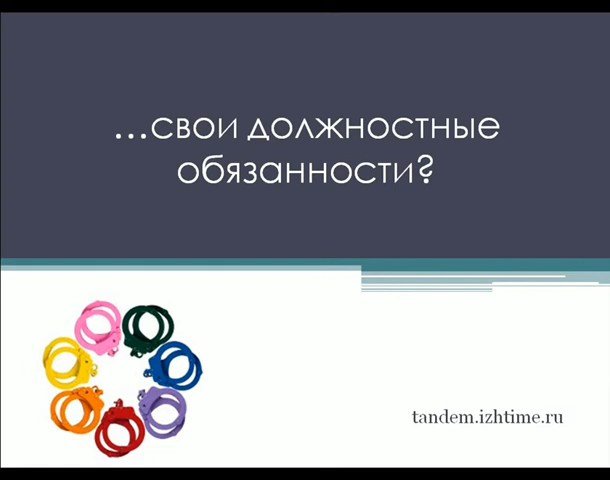 ...свои должностные
обязанности?
tandem.izhtime.ru